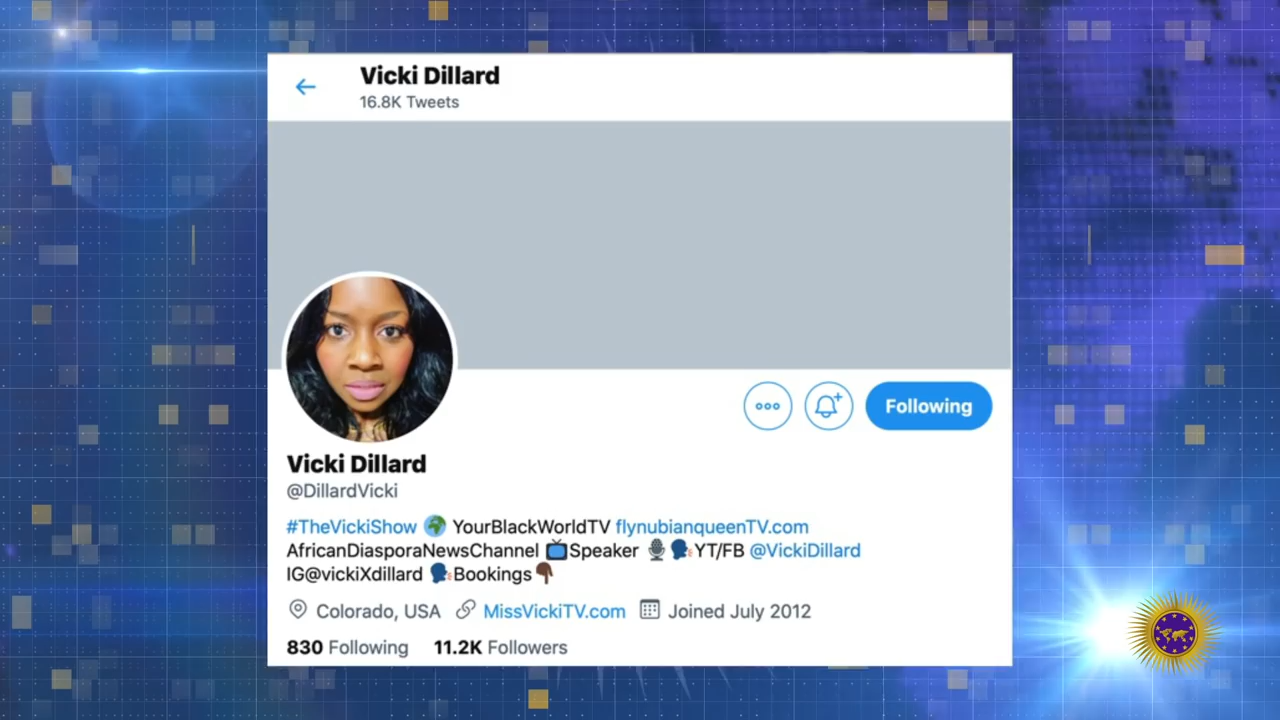 Vicki Dillard
16.8K Tweets
Following
Vicki Dillard
@DillardVicki
#TheVickiShow 🌍 YourBlackWorldTV flynubianqueenTV.com
AfricanDiasporaNewsChannel 📺Speaker 🎙🗣YT/FB @VickiDillard
IG@vickiXdillard 🗣Bookings👇🏿
Colorado, USA MissVickiTV.com Joined July 2012
830 Following 11.2K Followers